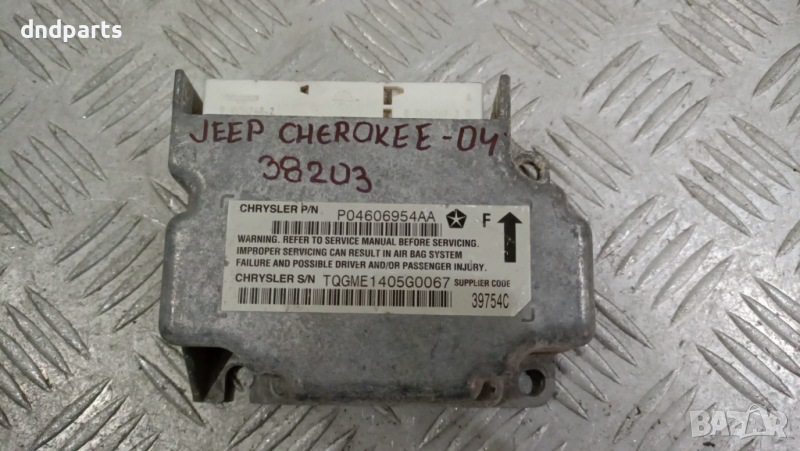 dndparts
JEEP CHEROKEE-04
38203
CHRYSLER P/N P04606954AA F
WARNING. REFER TO SERVICE MANUAL BEFORE SERVICING.
IMPROPER SERVICING CAN RESULT IN AIR BAG SYSTEM
FAILURE AND POSSIBLE DRIVER AND/OR PASSENGER INJURY.
CHRYSLER S/N TQGME1405G0067 SUPPLIER CODE
39754C
BAZAR